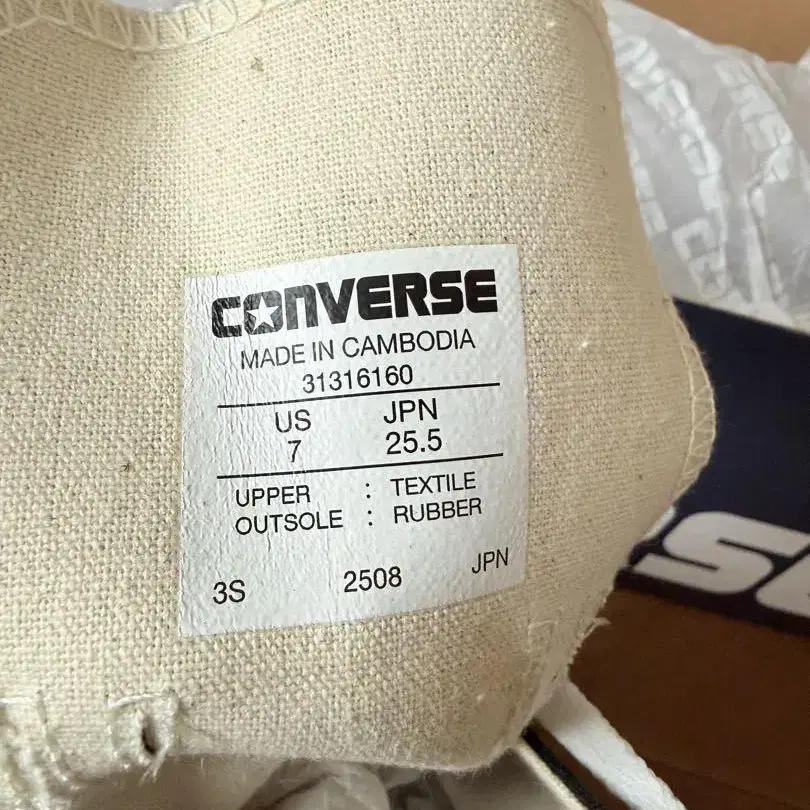 CONVERSE
MADE IN CAMBODIA
31316160
US JPN
7 25.5
UPPER : TEXTILE
OUTSOLE : RUBBER
3S 2508 JPN